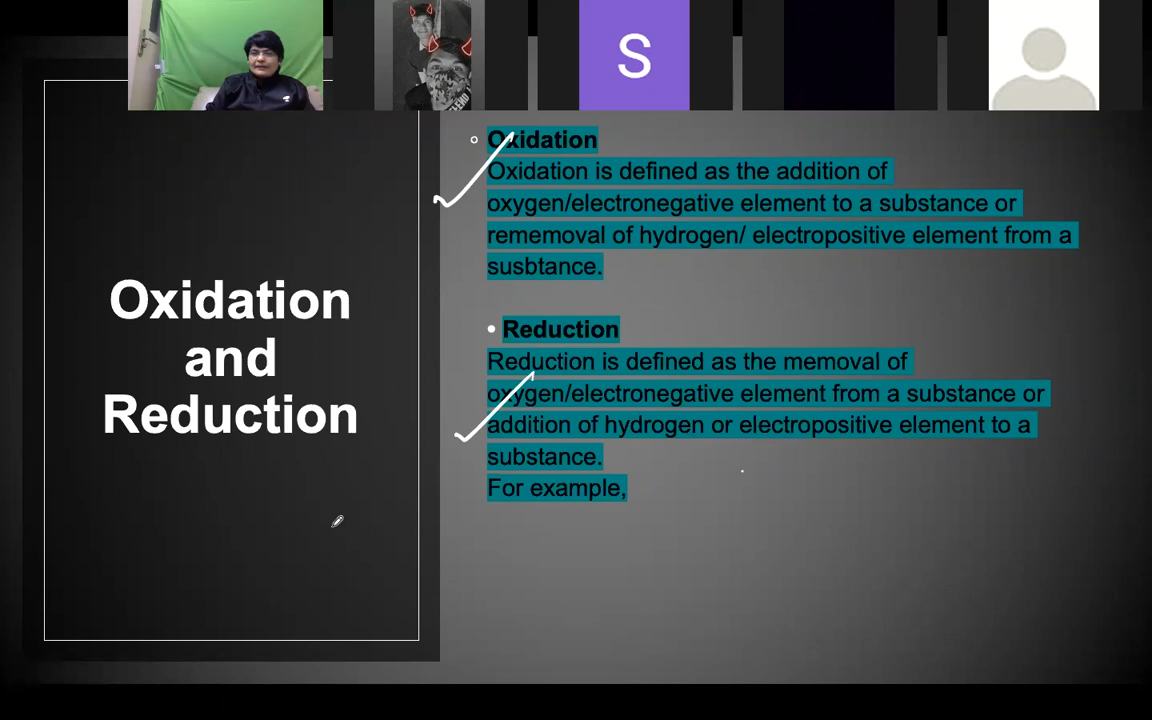 S
Oxidation
and
Reduction
Oxidation
Oxidation is defined as the addition of
oxygen/electronegative element to a substance or
rememoval of hydrogen/ electropositive element from a
susbtance.
• Reduction
Reduction is defined as the memoval of
oxygen/electronegative element from a substance or
addition of hydrogen or electropositive element to a
substance.
For example,